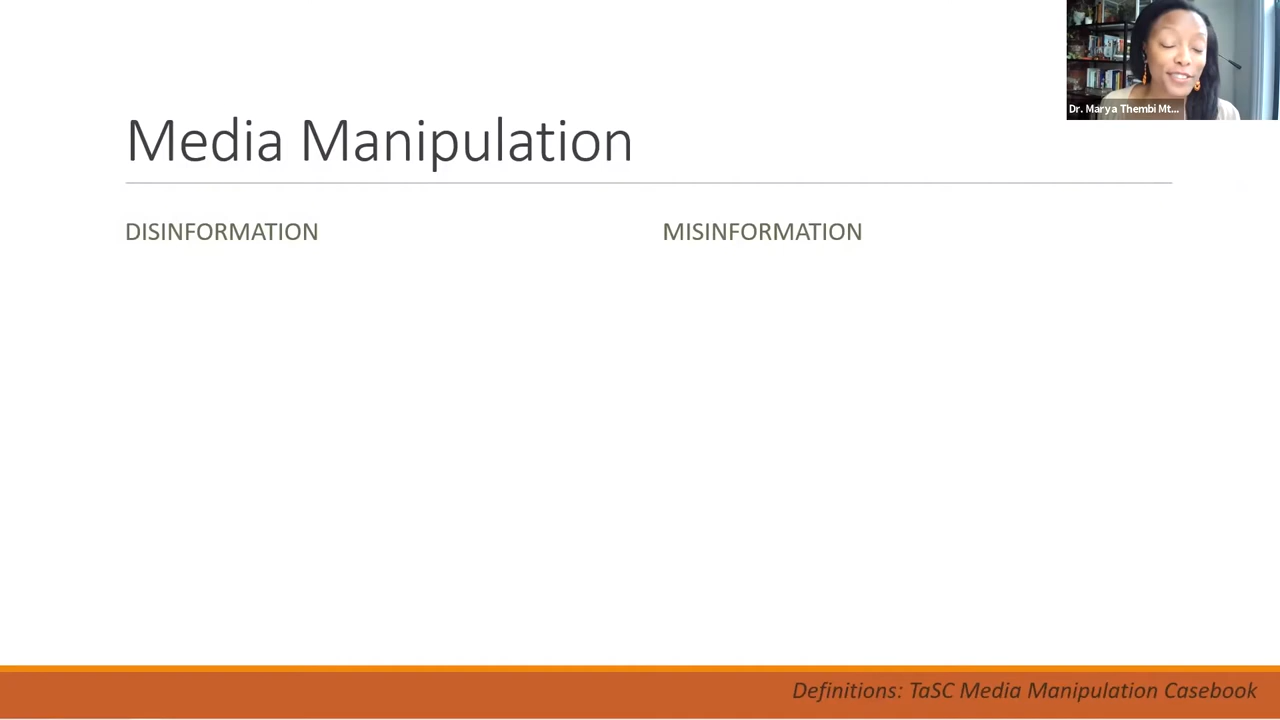 Dr. Marya Thembi Mt...
Media Manipulation
DISINFORMATION
MISINFORMATION
Definitions: TaSC Media Manipulation Casebook